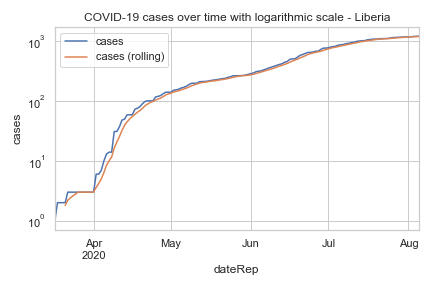 COVID-19 cases over time with logarithmic scale - Liberia
cases
cases (rolling)
10³
10²
10¹
10⁰
cases
Apr
2020
May
Jun
Jul
Aug
dateRep